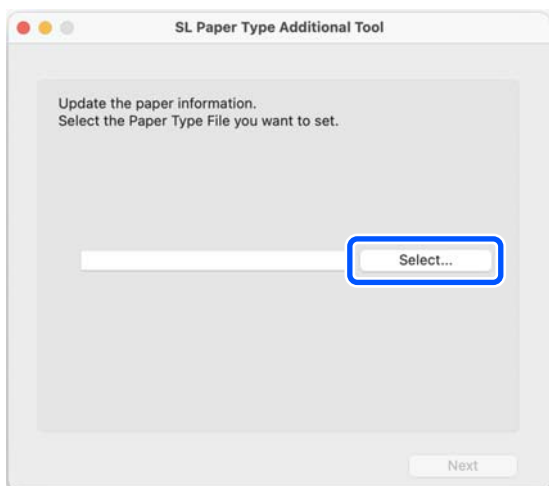 SL Paper Type Additional Tool
Update the paper information.
Select the Paper Type File you want to set.
Select...
Next